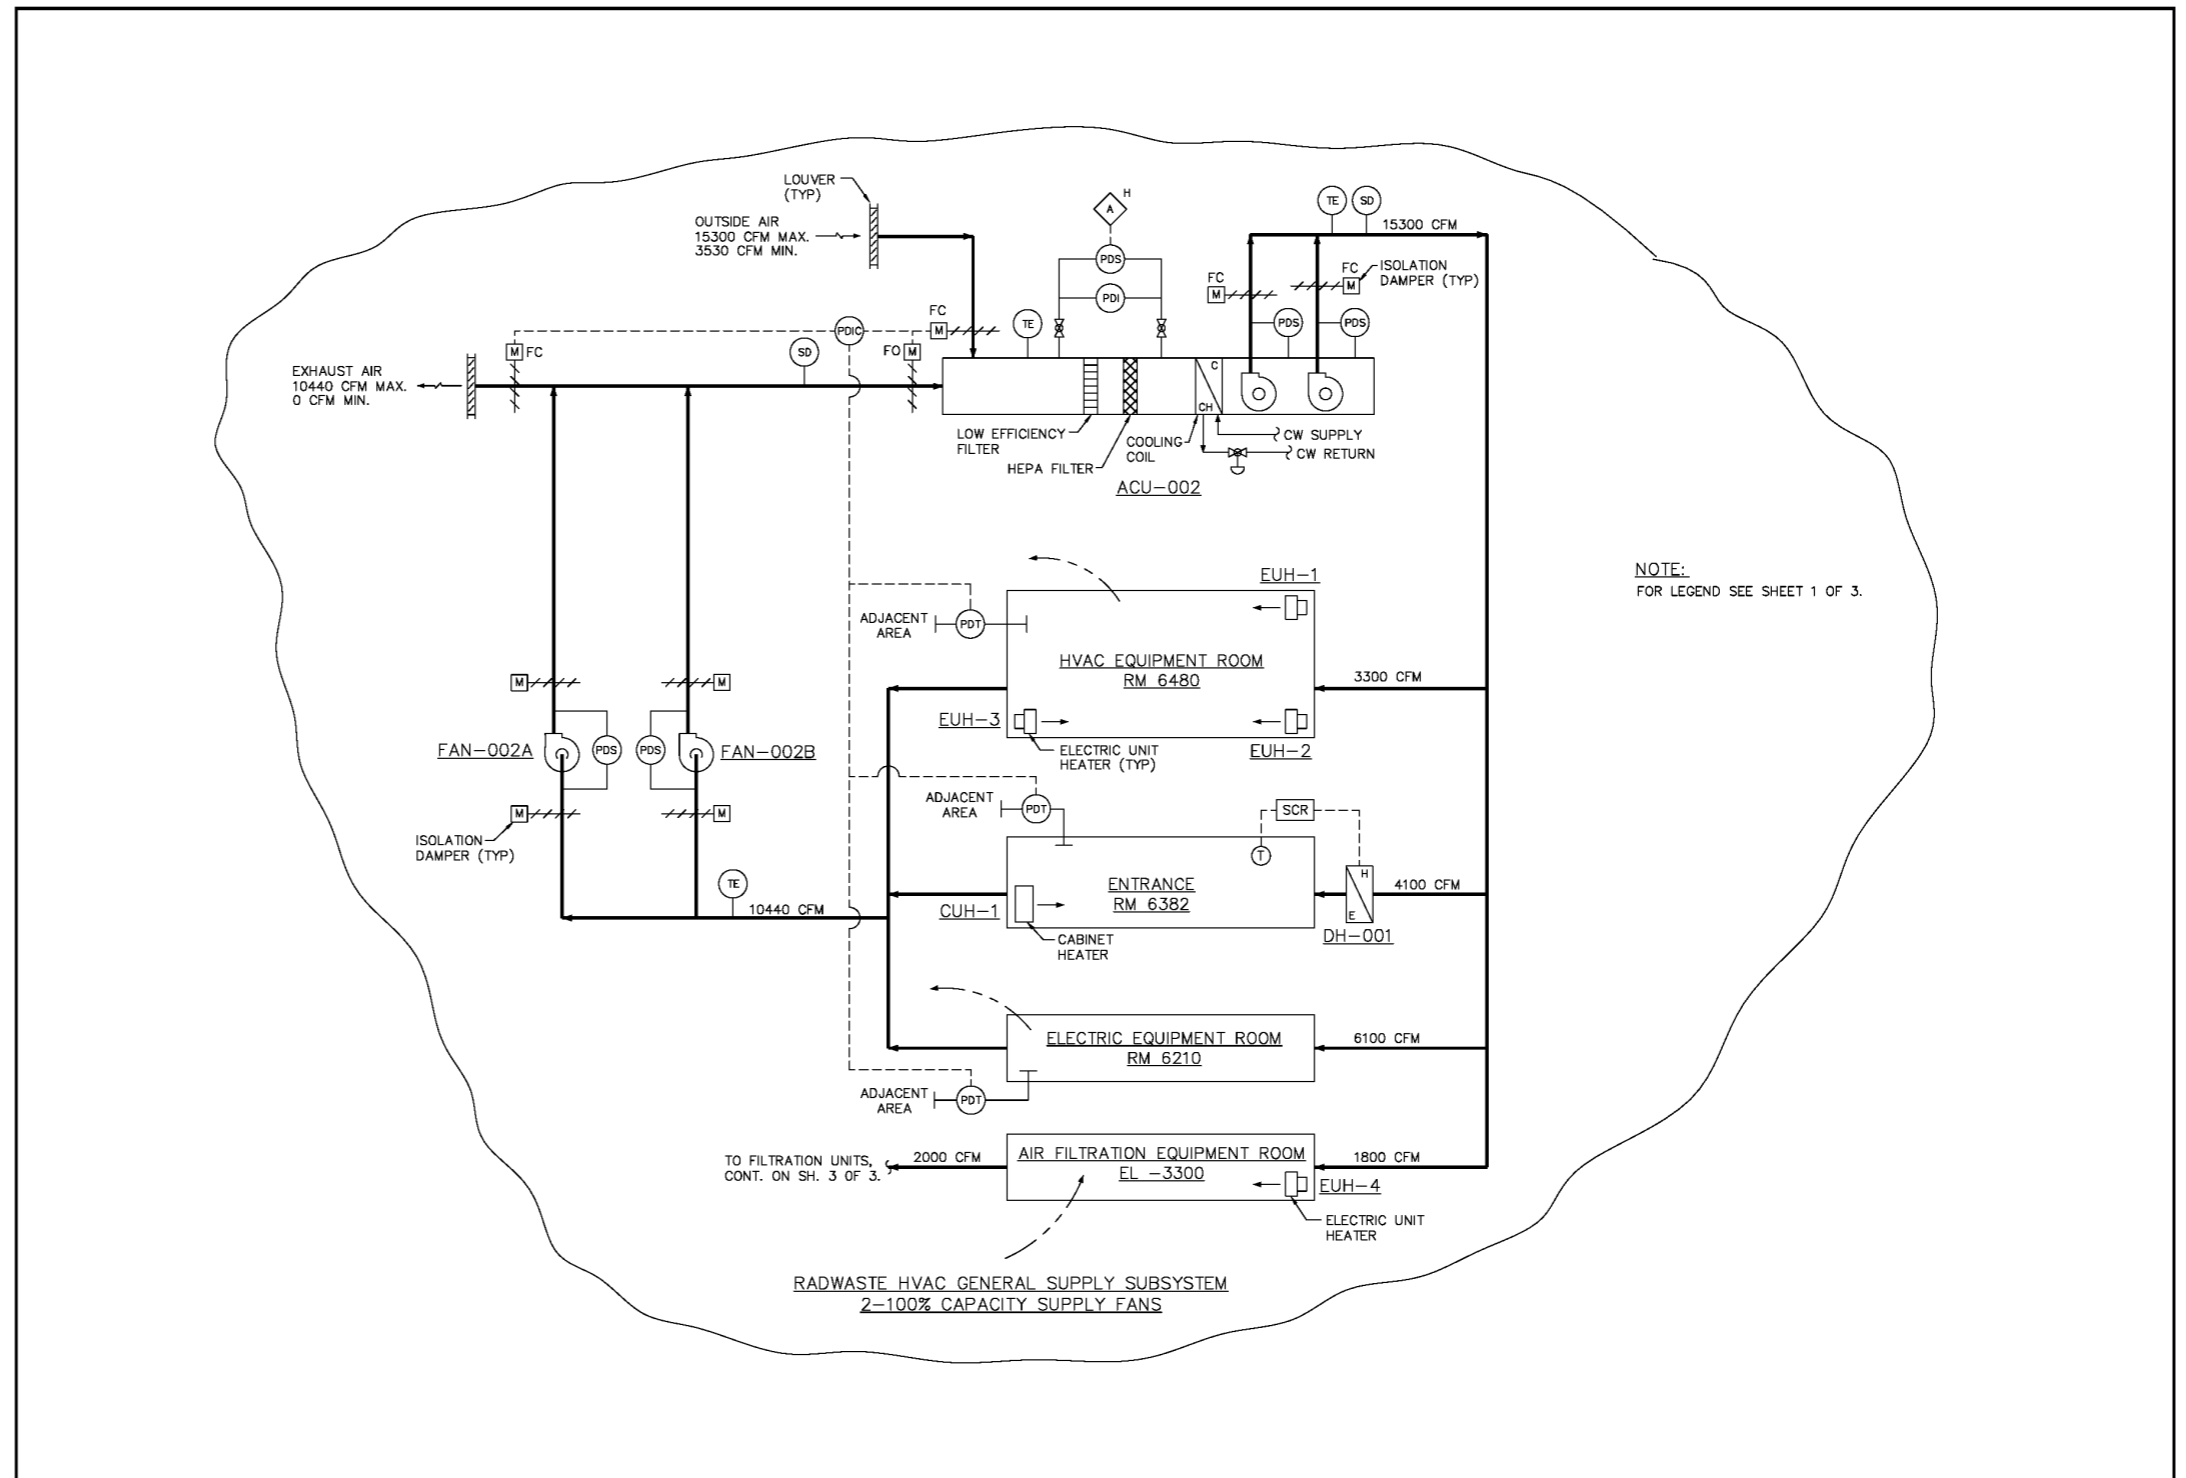 LOUVER
(TYP)
OUTSIDE AIR
15300 CFM MAX.
3530 CFM MIN.
H
A
PDS
PDI
TE
SD
15300 CFM
FC
M
FC
M
ISOLATION
DAMPER (TYP)
PDS
PDS
FC
M
TE
PDIC
FO
M
M
FC
SD
EXHAUST AIR
10440 CFM MAX.
0 CFM MIN.
C
CH
LOW EFFICIENCY
FILTER
HEPA FILTER
COOLING
COIL
CW SUPPLY
CW RETURN
ACU-002
NOTE:
FOR LEGEND SEE SHEET 1 OF 3.
EUH-1
ADJACENT
AREA
PDT
HVAC EQUIPMENT ROOM
RM 6480
3300 CFM
EUH-3
ELECTRIC UNIT
HEATER (TYP)
EUH-2
M
M
FAN-002A
PDS
PDS
FAN-002B
M
M
ISOLATION
DAMPER (TYP)
ADJACENT
AREA
PDT
SCR
T
TE
10440 CFM
ENTRANCE
RM 6382
CUH-1
CABINET
HEATER
H
E
4100 CFM
DH-001
ELECTRIC EQUIPMENT ROOM
RM 6210
6100 CFM
ADJACENT
AREA
PDT
TO FILTRATION UNITS,
CONT. ON SH. 3 OF 3.
2000 CFM
AIR FILTRATION EQUIPMENT ROOM
EL -3300
1800 CFM
EUH-4
ELECTRIC UNIT
HEATER
RADWASTE HVAC GENERAL SUPPLY SUBSYSTEM
2-100% CAPACITY SUPPLY FANS